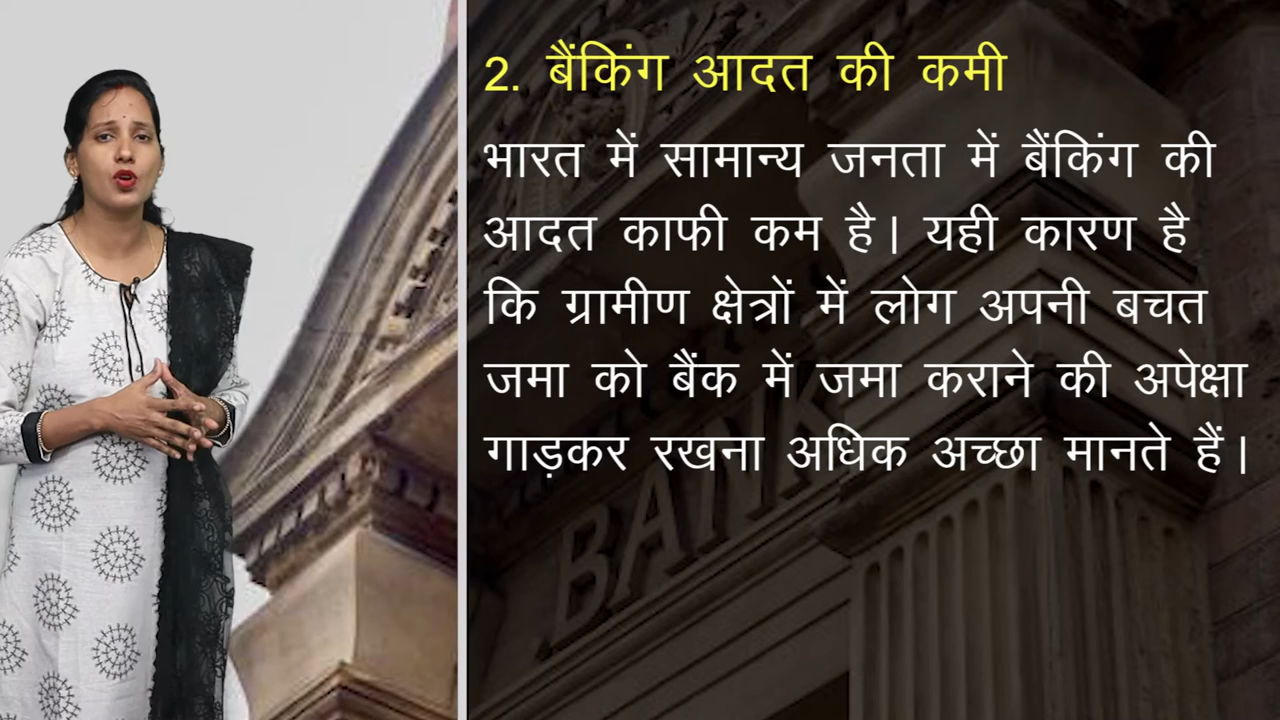 2. बैंकिंग आदत की कमी
भारत में सामान्य जनता में बैंकिंग की
आदत काफी कम है। यही कारण है
कि ग्रामीण क्षेत्रों में लोग अपनी बचत
जमा को बैंक में जमा कराने की अपेक्षा
गाड़कर रखना अधिक अच्छा मानते हैं।
BANK